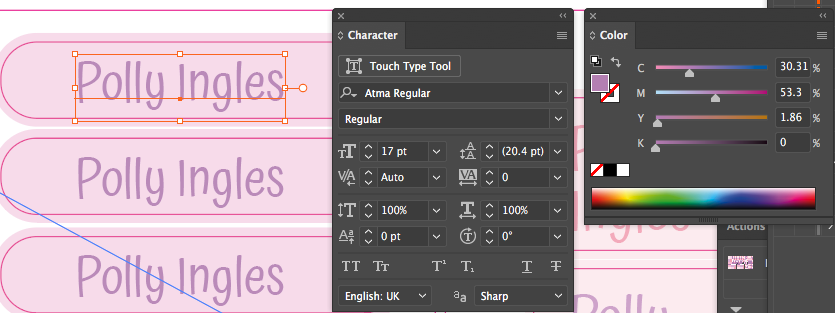 Polly Ingles
Polly Ingles
Polly Ingles
Character
Touch Type Tool
Atma Regular
Regular
17 pt
(20.4 pt)
Auto
0
100%
100%
0 pt
0°
TT Tr T¹ T₁ T T
English: UK
Sharp
Color
C 30.31 %
M 53.3 %
Y 1.86 %
K 0 %
Actions
Ingles
Polly